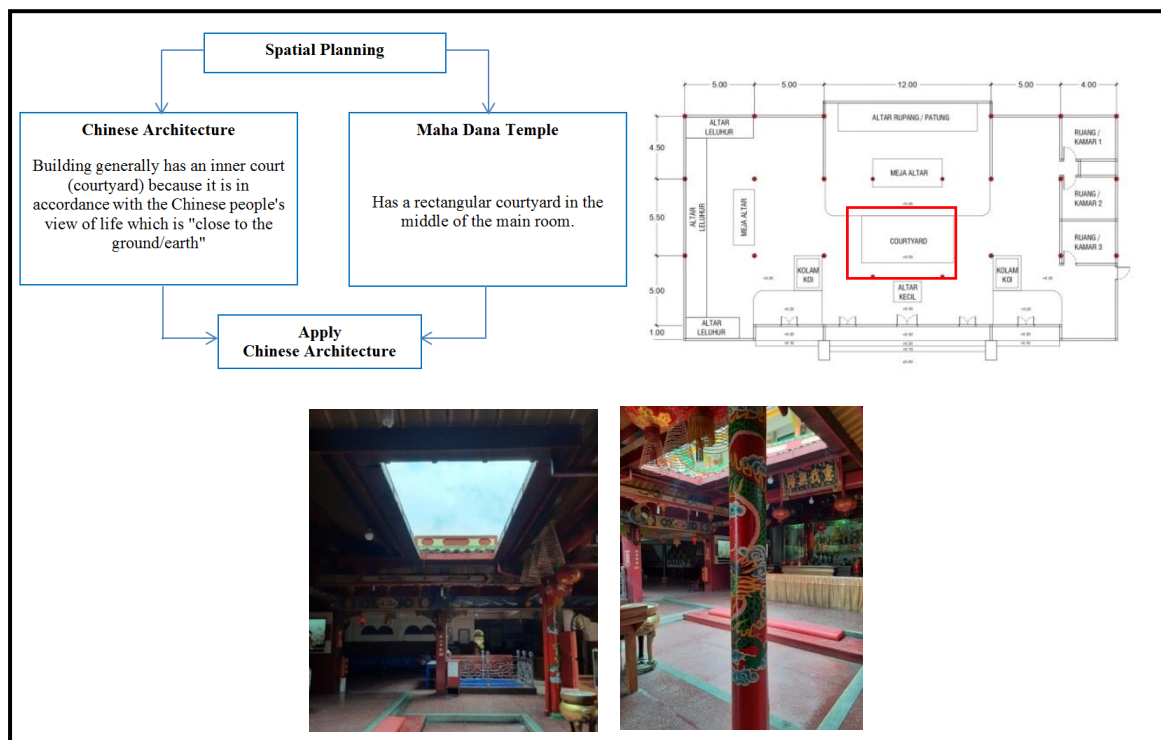 Spatial Planning
Chinese Architecture
Building generally has an inner court
(courtyard) because it is in
accordance with the Chinese people's
view of life which is "close to the
ground/earth"
Maha Dana Temple
Has a rectangular courtyard in the
middle of the main room.
Apply
Chinese Architecture
5.00 5.00 12.00 5.00 4.00
4.50
5.50
5.00
1.00
ALTAR
LELUHUR
ALTAR RUPANG / PATUNG
RUANG /
KAMAR 1
MEJA ALTAR
RUANG /
KAMAR 2
ALTAR
LELUHUR
MEJA ALTAR
COURTYARD
RUANG /
KAMAR 3
KOLAM
KOI
ALTAR
KECIL
KOLAM
KOI
ALTAR
LELUHUR